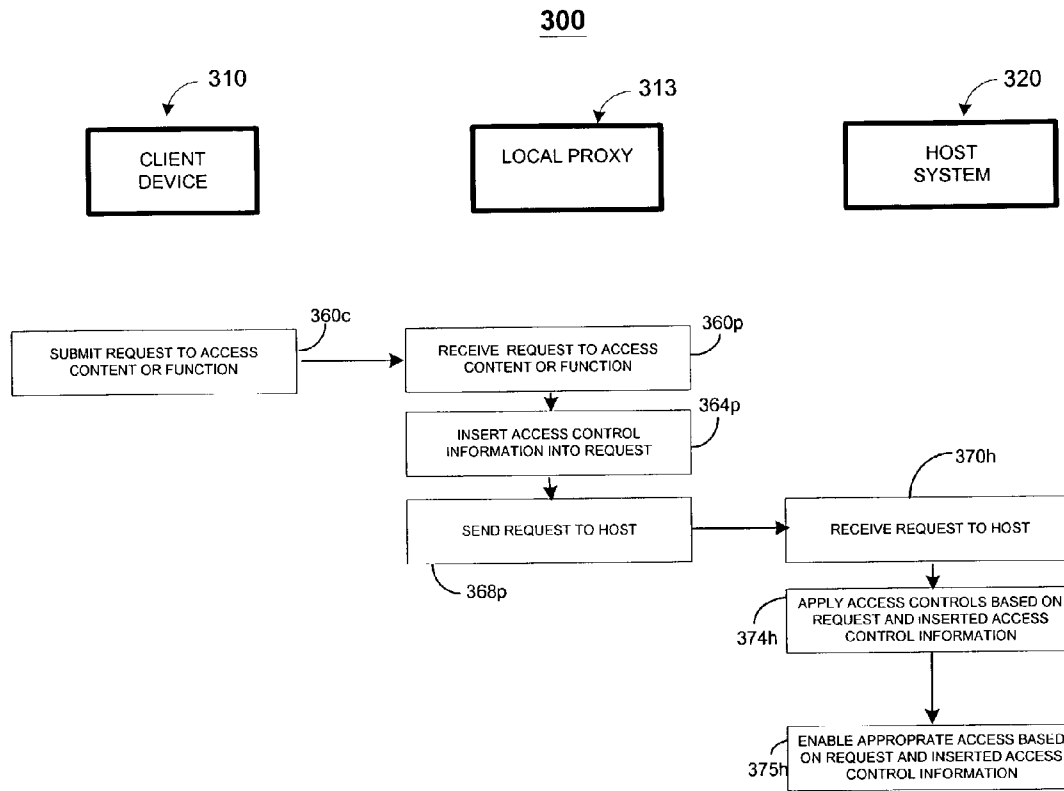 300
310
313
320
CLIENT
DEVICE
LOCAL PROXY
HOST
SYSTEM
360c
360p
SUBMIT REQUEST TO ACCESS
CONTENT OR FUNCTION
RECEIVE REQUEST TO ACCESS
CONTENT OR FUNCTION
364p
INSERT ACCESS CONTROL
INFORMATION INTO REQUEST
370h
SEND REQUEST TO HOST
RECEIVE REQUEST TO HOST
368p
APPLY ACCESS CONTROLS BASED ON
REQUEST AND INSERTED ACCESS
CONTROL INFORMATION
374h
ENABLE APPROPRATE ACCESS BASED
ON REQUEST AND INSERTED ACCESS
CONTROL INFORMATION
375h